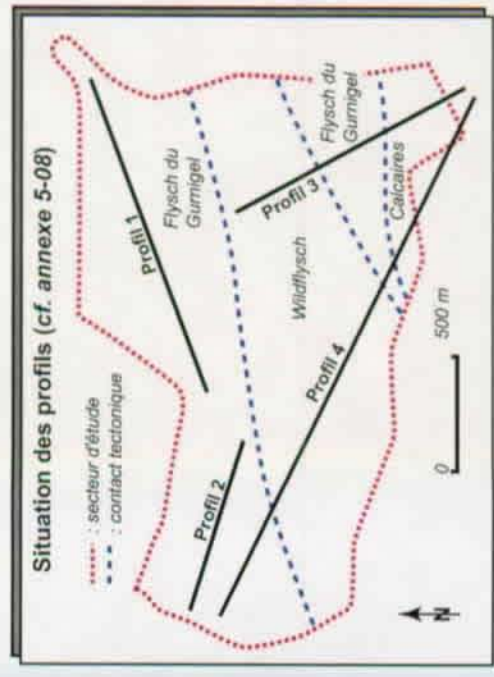 Situation des profils (cf. annexe 5-08)
: secteur d'étude
: contact tectonique
Profil 1
Flysch du
Gurnigel
Profil 2
Flysch du
Gurnigel
Profil 3
Wildflysch
Calcaires
Profil 4
0 500 m
N